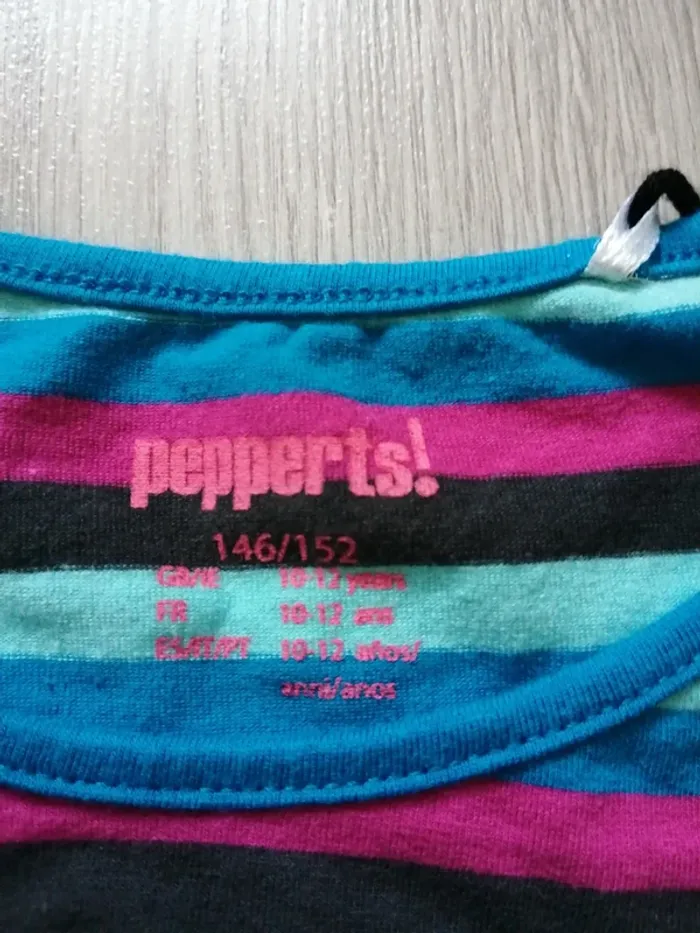 pepperts!
146/152
GB/IE 10-12 years
FR 10-12 ans
ES/IT/PT 10-12 años/
anni/anos